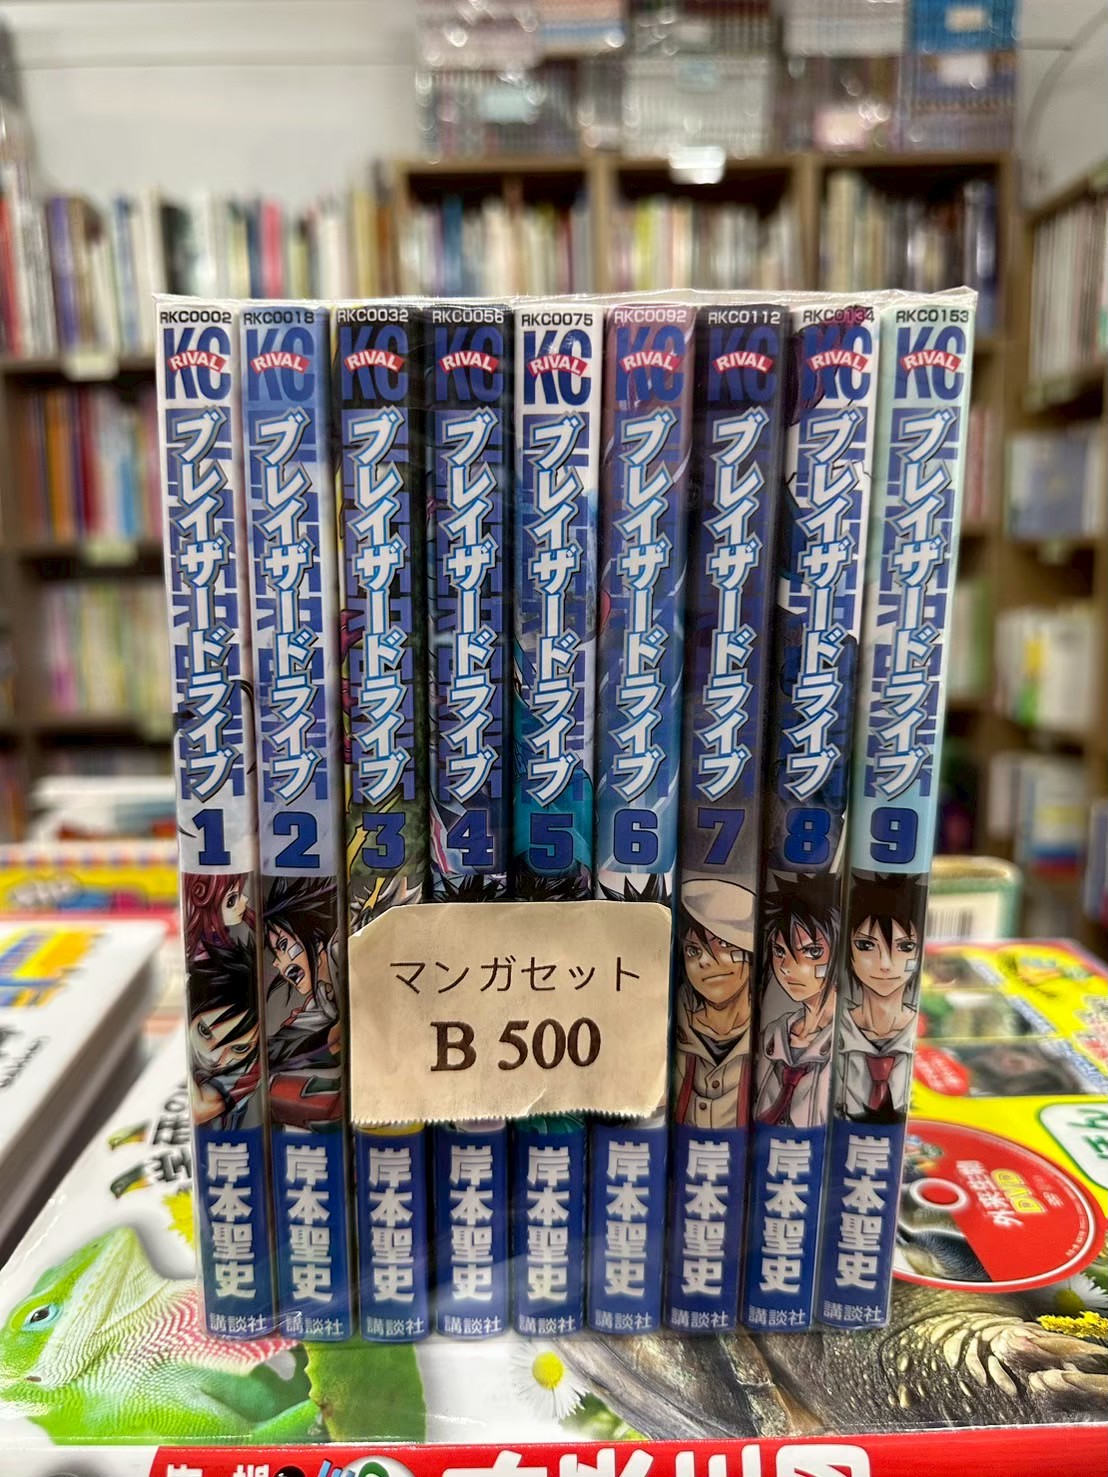 RKC0002
KC
RIVAL
ブレイザードライブ
1
岸本聖史
講談社
RKC0018
KC
RIVAL
ブレイザードライブ
2
岸本聖史
講談社
RKC0032
KC
RIVAL
ブレイザードライブ
3
岸本聖史
講談社
RKC0056
KC
RIVAL
ブレイザードライブ
4
岸本聖史
講談社
RKC0075
KC
RIVAL
ブレイザードライブ
5
岸本聖史
講談社
RKC0092
KC
RIVAL
ブレイザードライブ
6
岸本聖史
講談社
RKC0112
KC
RIVAL
ブレイザードライブ
7
岸本聖史
講談社
RKC0134
KC
RIVAL
ブレイザードライブ
8
岸本聖史
講談社
RKC0153
KC
RIVAL
ブレイザードライブ
9
岸本聖史
講談社
マンガセット
B 500
外来生物
DVD